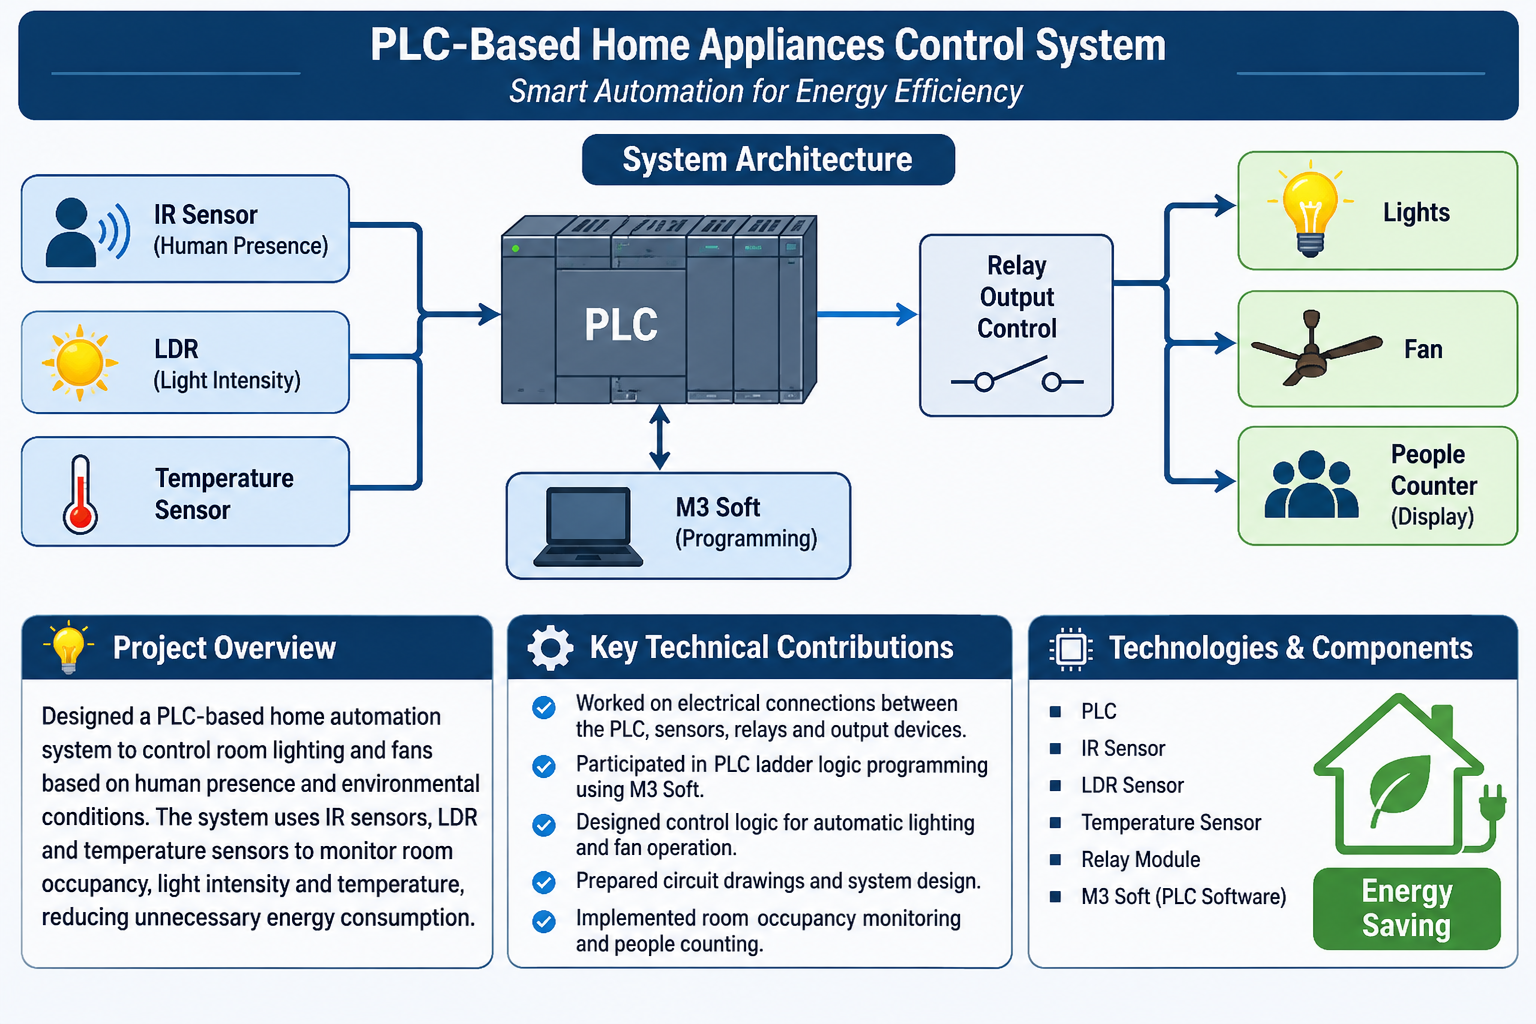 PLC-Based Home Appliances Control System
Smart Automation for Energy Efficiency
System Architecture
IR Sensor
(Human Presence)
LDR
(Light Intensity)
Temperature
Sensor
PLC
M3 Soft
(Programming)
Relay
Output
Control
Lights
Fan
People
Counter
(Display)
Project Overview
Designed a PLC-based home automation
system to control room lighting and fans
based on human presence and environmental
conditions. The system uses IR sensors, LDR
and temperature sensors to monitor room
occupancy, light intensity and temperature,
reducing unnecessary energy consumption.
Key Technical Contributions
Worked on electrical connections between
the PLC, sensors, relays and output devices.
Participated in PLC ladder logic programming
using M3 Soft.
Designed control logic for automatic lighting
and fan operation.
Prepared circuit drawings and system design.
Implemented room occupancy monitoring
and people counting.
Technologies & Components
PLC
IR Sensor
LDR Sensor
Temperature Sensor
Relay Module
M3 Soft (PLC Software)
Energy
Saving